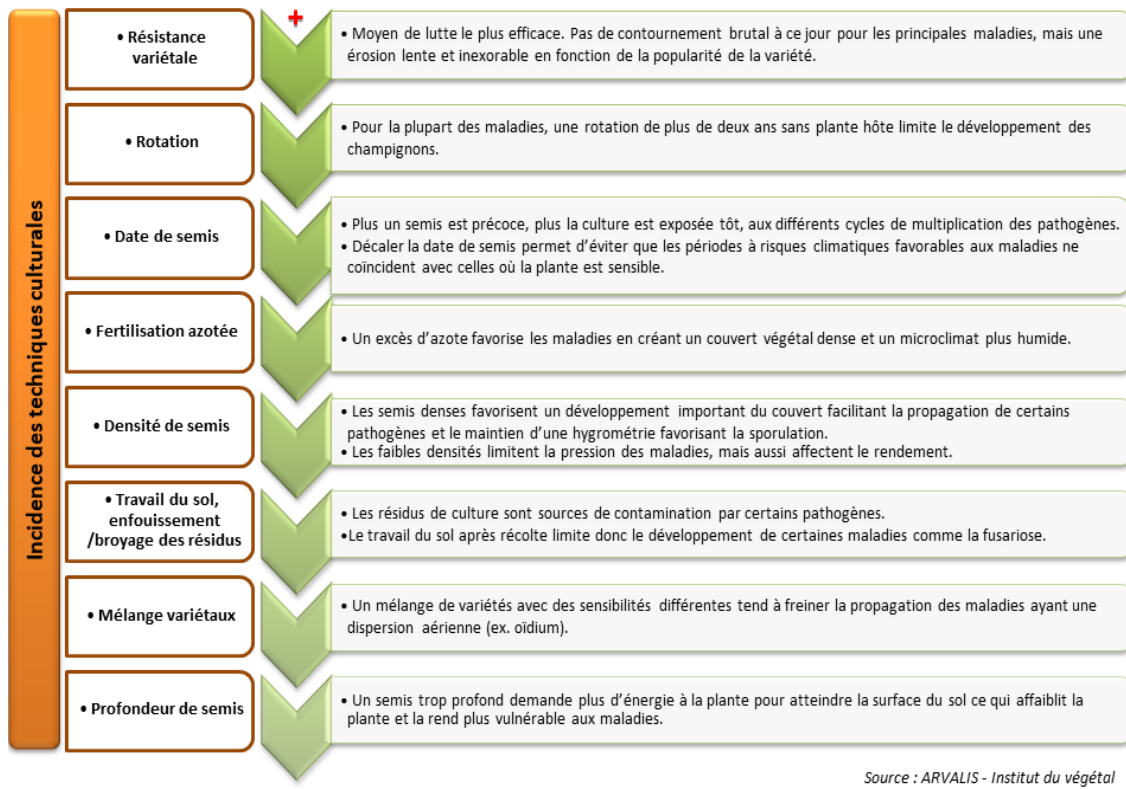 Incidence des techniques culturales
+
• Résistance
variétale
• Moyen de lutte le plus efficace. Pas de contournement brutal à ce jour pour les principales maladies, mais une
érosion lente et inexorable en fonction de la popularité de la variété.
• Rotation
• Pour la plupart des maladies, une rotation de plus de deux ans sans plante hôte limite le développement des
champignons.
• Date de semis
• Plus un semis est précoce, plus la culture est exposée tôt, aux différents cycles de multiplication des pathogènes.
• Décaler la date de semis permet d’éviter que les périodes à risques climatiques favorables aux maladies ne
coïncident avec celles où la plante est sensible.
• Fertilisation azotée
• Un excès d’azote favorise les maladies en créant un couvert végétal dense et un microclimat plus humide.
• Densité de semis
• Les semis denses favorisent un développement important du couvert facilitant la propagation de certains
pathogènes et le maintien d’une hygrométrie favorisant la sporulation.
• Les faibles densités limitent la pression des maladies, mais aussi affectent le rendement.
• Travail du sol,
enfouissement
/broyage des résidus
• Les résidus de culture sont sources de contamination par certains pathogènes.
•Le travail du sol après récolte limite donc le développement de certaines maladies comme la fusariose.
• Mélange variétaux
• Un mélange de variétés avec des sensibilités différentes tend à freiner la propagation des maladies ayant une
dispersion aérienne (ex. oïdium).
• Profondeur de semis
• Un semis trop profond demande plus d’énergie à la plante pour atteindre la surface du sol ce qui affaiblit la
plante et la rend plus vulnérable aux maladies.
Source : ARVALIS - Institut du végétal